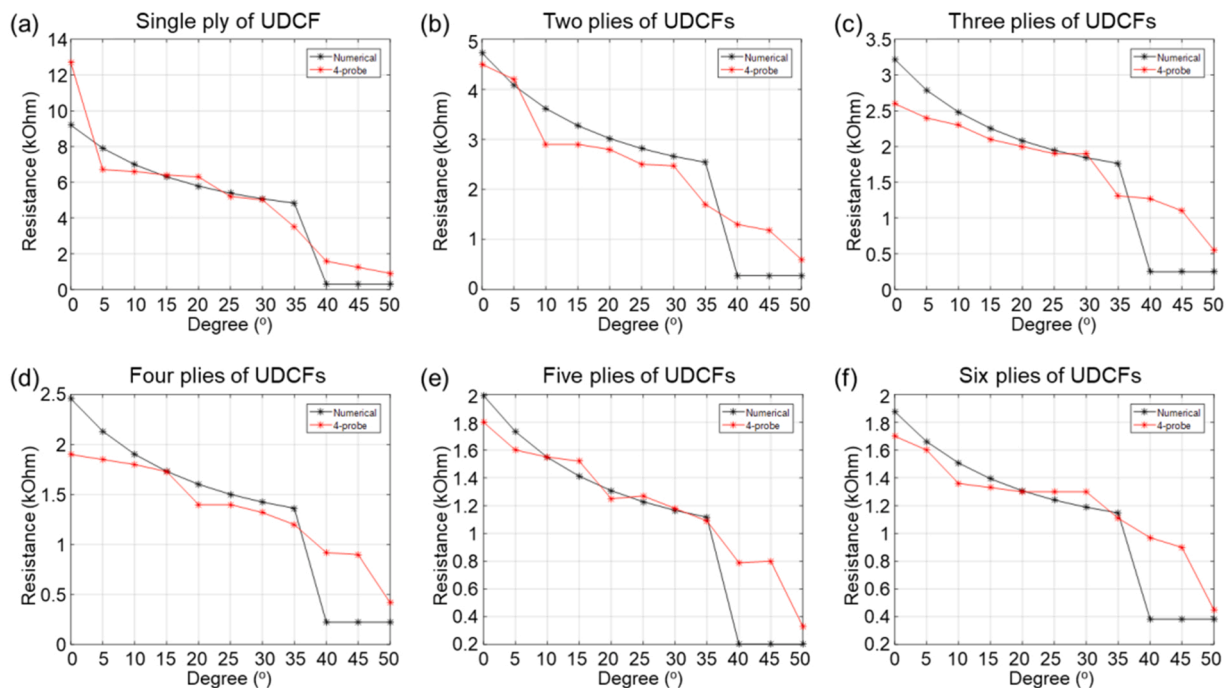 (a) Single ply of UDCF
14
12
10
8
6
4
2
0
Resistance (kOhm)
Numerical
4-probe
0 5 10 15 20 25 30 35 40 45 50
Degree (º)
(b) Two plies of UDCFs
5
4
3
2
1
0
Resistance (kOhm)
Numerical
4-probe
0 5 10 15 20 25 30 35 40 45 50
Degree (º)
(c) Three plies of UDCFs
3.5
3
2.5
2
1.5
1
0.5
0
Resistance (kOhm)
Numerical
4-probe
0 5 10 15 20 25 30 35 40 45 50
Degree (º)
(d) Four plies of UDCFs
2.5
2
1.5
1
0.5
0
Resistance (kOhm)
Numerical
4-probe
0 5 10 15 20 25 30 35 40 45 50
Degree (º)
(e) Five plies of UDCFs
2
1.8
1.6
1.4
1.2
1
0.8
0.6
0.4
0.2
Resistance (kOhm)
Numerical
4-probe
0 5 10 15 20 25 30 35 40 45 50
Degree (º)
(f) Six plies of UDCFs
2
1.8
1.6
1.4
1.2
1
0.8
0.6
0.4
0.2
Resistance (kOhm)
Numerical
4-probe
0 5 10 15 20 25 30 35 40 45 50
Degree (º)